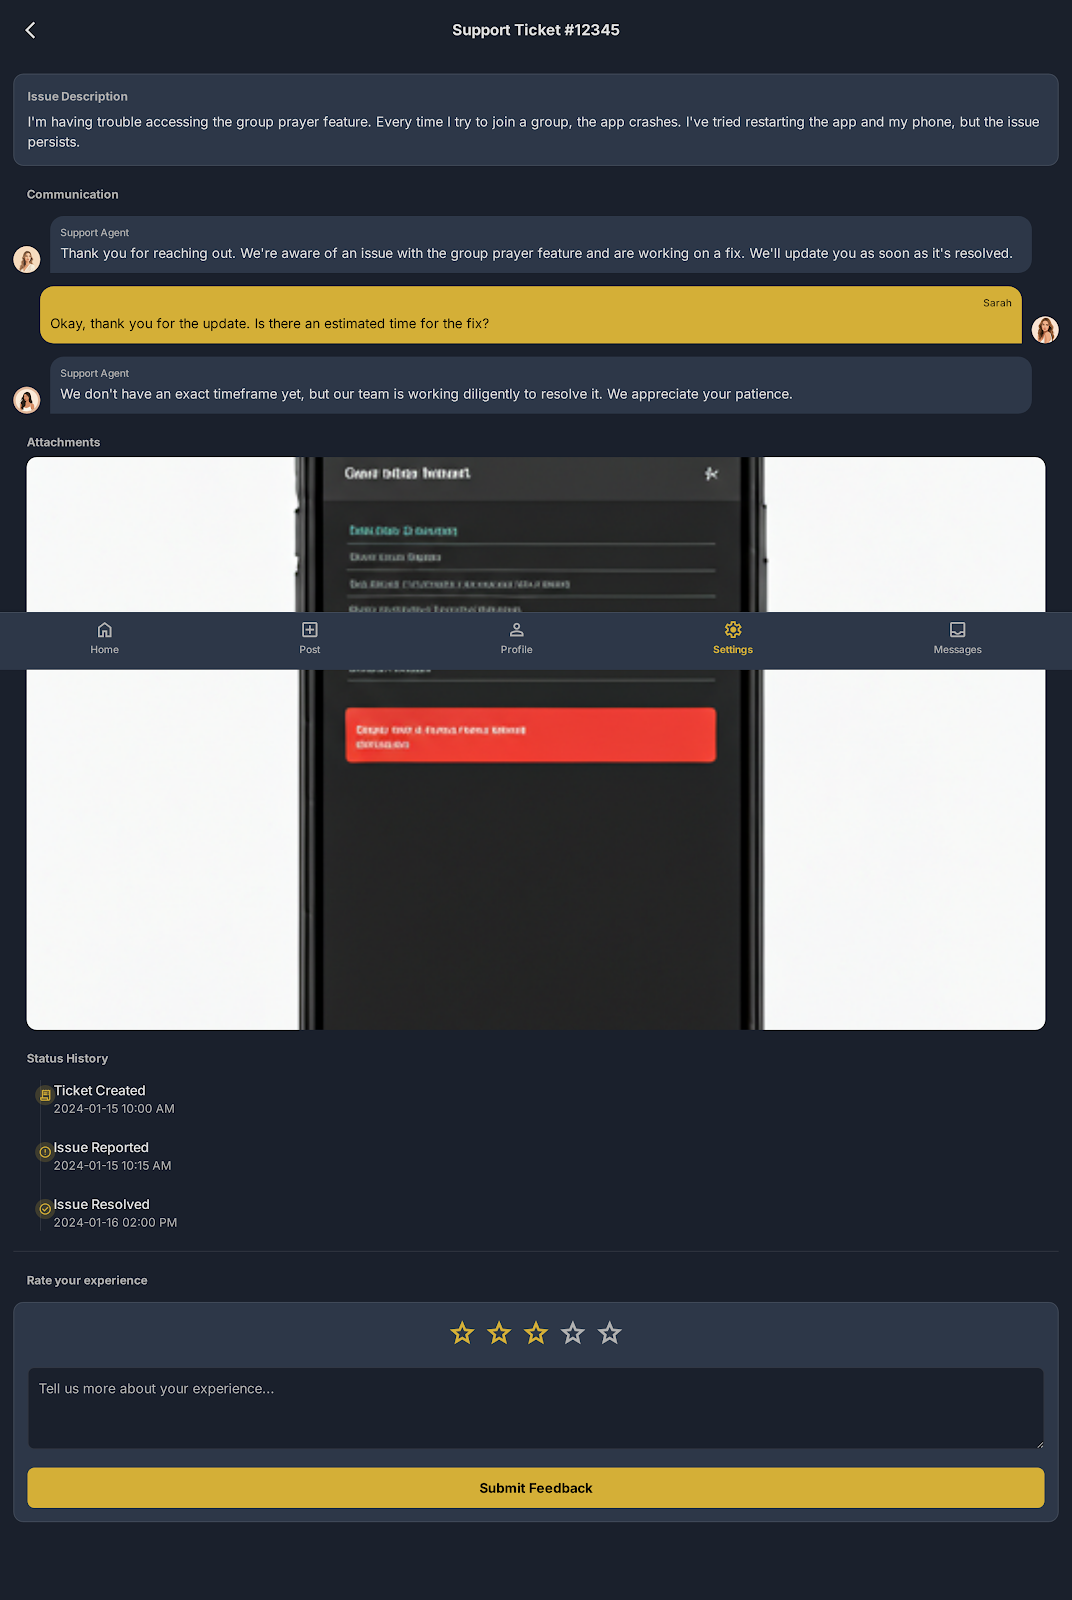 Support Ticket #12345
Issue Description
I'm having trouble accessing the group prayer feature. Every time I try to join a group, the app crashes. I've tried restarting the app and my phone, but the issue
persists.
Communication
Support Agent
Thank you for reaching out. We're aware of an issue with the group prayer feature and are working on a fix. We'll update you as soon as it's resolved.
Sarah
Okay, thank you for the update. Is there an estimated time for the fix?
Support Agent
We don't have an exact timeframe yet, but our team is working diligently to resolve it. We appreciate your patience.
Attachments
Home
Post
Profile
Settings
Messages
Status History
Ticket Created
2024-01-15 10:00 AM
Issue Reported
2024-01-15 10:15 AM
Issue Resolved
2024-01-16 02:00 PM
Rate your experience
Tell us more about your experience...
Submit Feedback